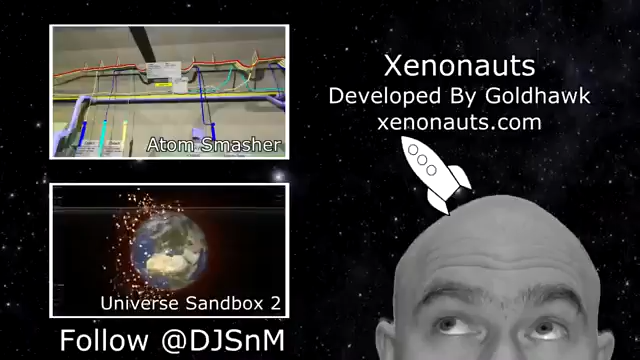 Atom Smasher
Universe Sandbox 2
Follow @DJSnM
Xenonauts
Developed By Goldhawk
xenonauts.com